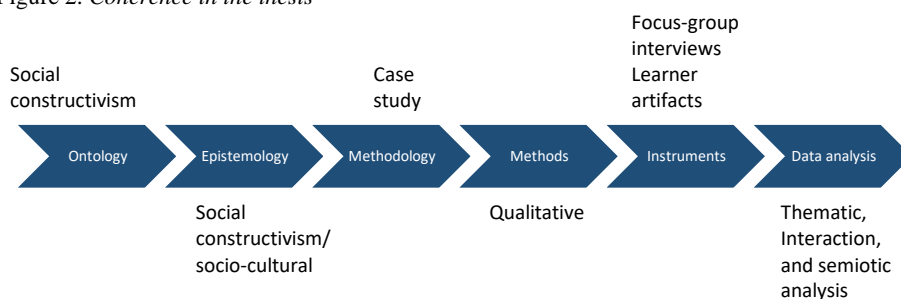 Figure 2. Coherence in the thesis
Focus-group
interviews
Social
constructivism
Case
study
Learner
artifacts
Ontology
Epistemology
Methodology
Methods
Instruments
Data analysis
Social
constructivism/
socio-cultural
Qualitative
Thematic,
Interaction,
and semiotic
analysis